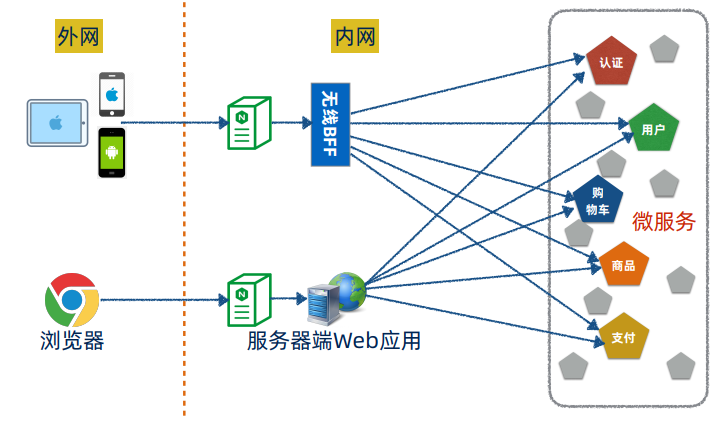 外网
内网
无线BFF
认证
用户
购
物车
微服务
商品
支付
浏览器
服务器端Web应用